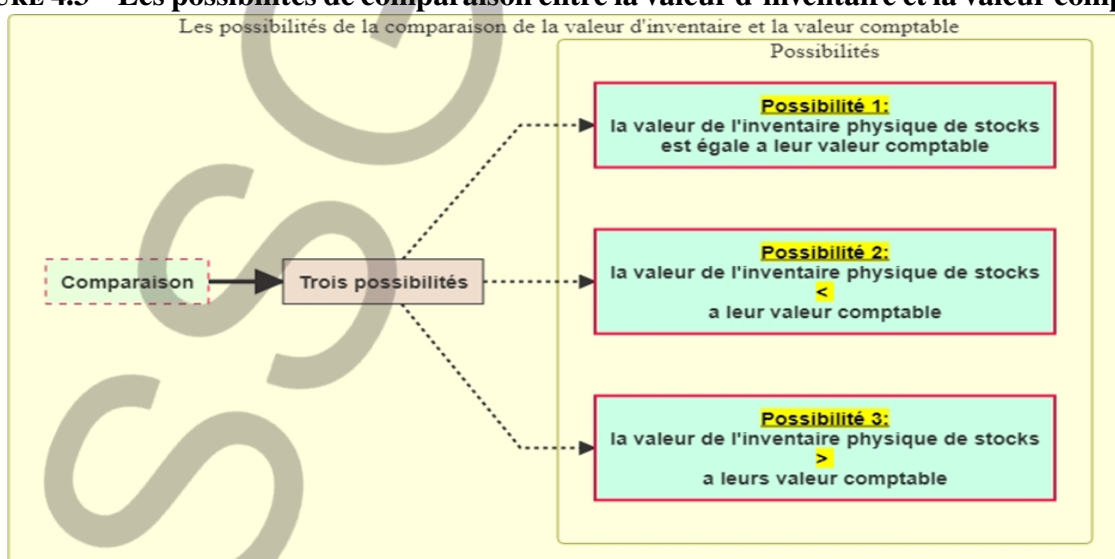 Les possibilités de comparaison entre la valeur d'inventaire et la valeur
Les possibilités de la comparaison de la valeur d'inventaire et la valeur comptable
Possibilités
Possibilité 1:
la valeur de l'inventaire physique de stocks
est égale a leur valeur comptable
Comparaison
Trois possibilités
Possibilité 2:
la valeur de l'inventaire physique de stocks
<
a leur valeur comptable
Possibilité 3:
la valeur de l'inventaire physique de stocks
>
a leurs valeur comptable